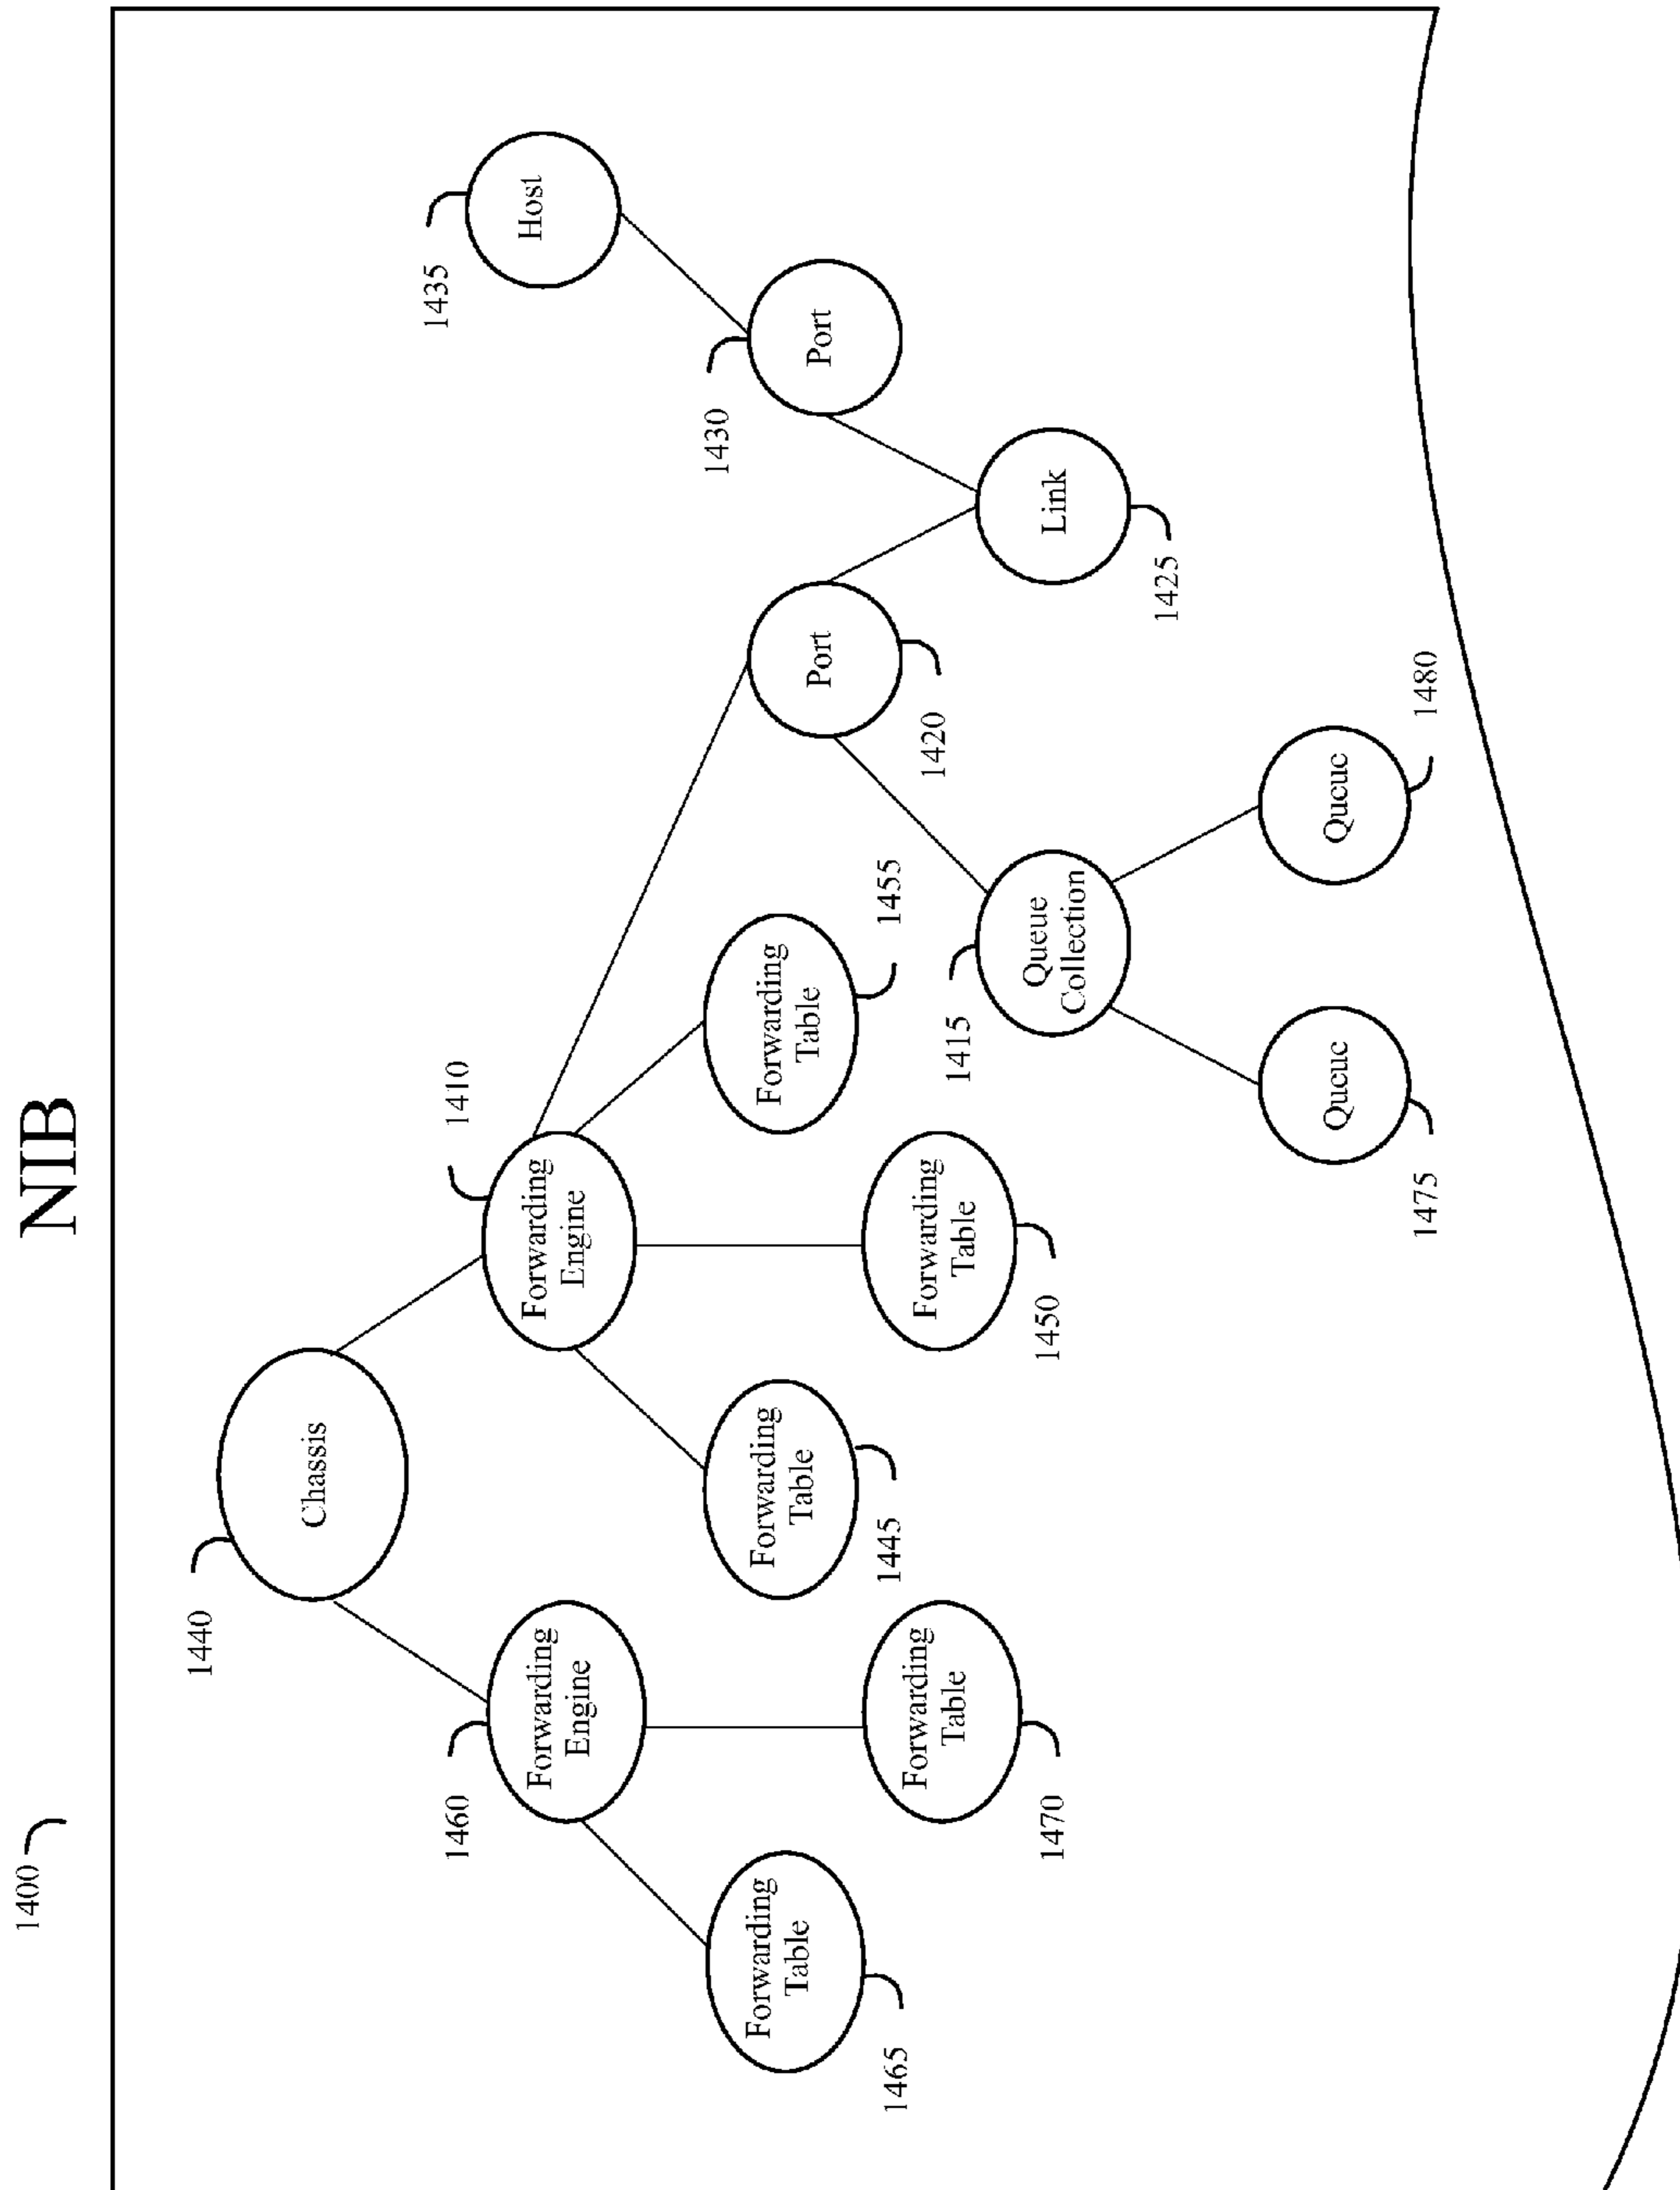 1400
NIB
1440
Chassis
1435
Host
1460
Forwarding
Engine
1410
Forwarding
Engine
1430
Port
Port
1420
Forwarding
Table
1465
Forwarding
Table
1470
Forwarding
Table
1445
Forwarding
Table
1450
Forwarding
Table
1455
1415
Queue
Collection
Link
1425
Queue
1475
Queue
1480